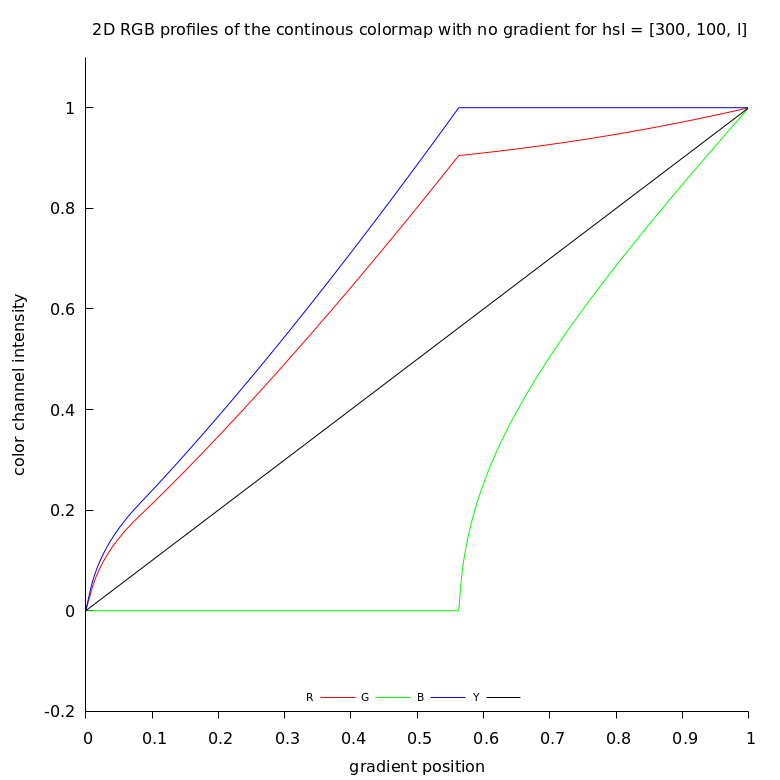 2D RGB profiles of the continous colormap with no gradient for hsl = [300, 100, l]
1
0.8
0.6
0.4
0.2
0
-0.2
color channel intensity
R G B Y
0 0.1 0.2 0.3 0.4 0.5 0.6 0.7 0.8 0.9 1
gradient position